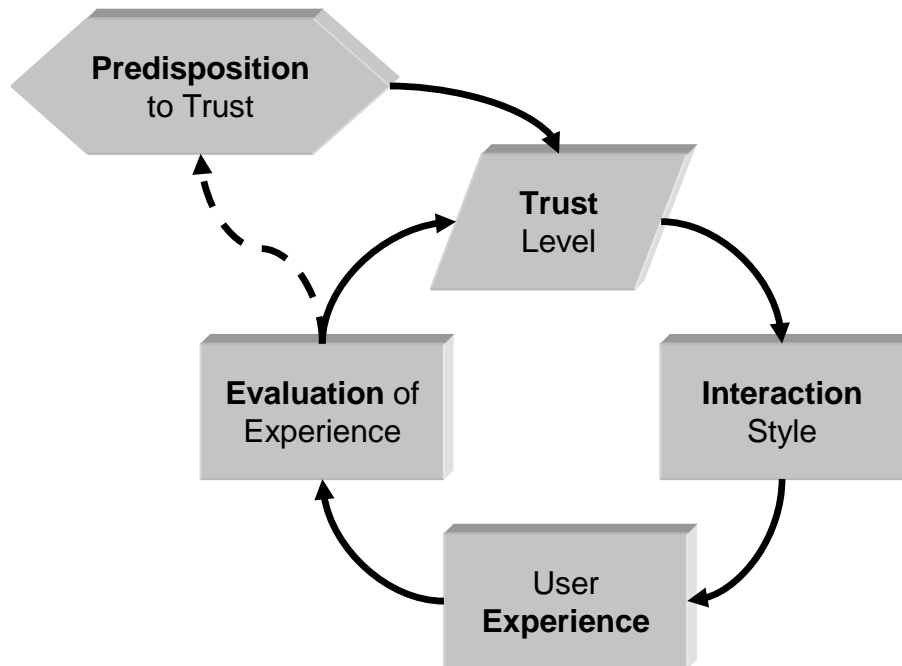 Predisposition
to Trust
Trust
Level
Evaluation of
Experience
Interaction
Style
User
Experience